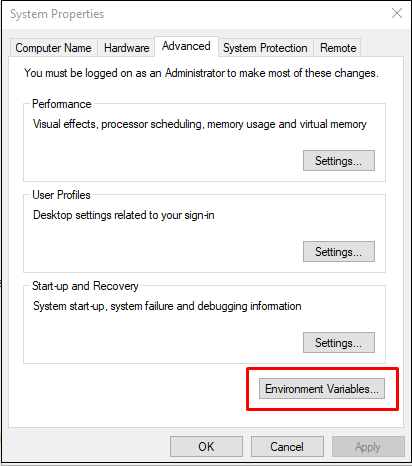 System Properties
Computer Name Hardware Advanced System Protection Remote
You must be logged on as an Administrator to make most of these changes.
Performance
Visual effects, processor scheduling, memory usage and virtual memory
Settings...
User Profiles
Desktop settings related to your sign-in
Settings...
Start-up and Recovery
System start-up, system failure and debugging information
Settings...
Environment Variables...
OK Cancel Apply